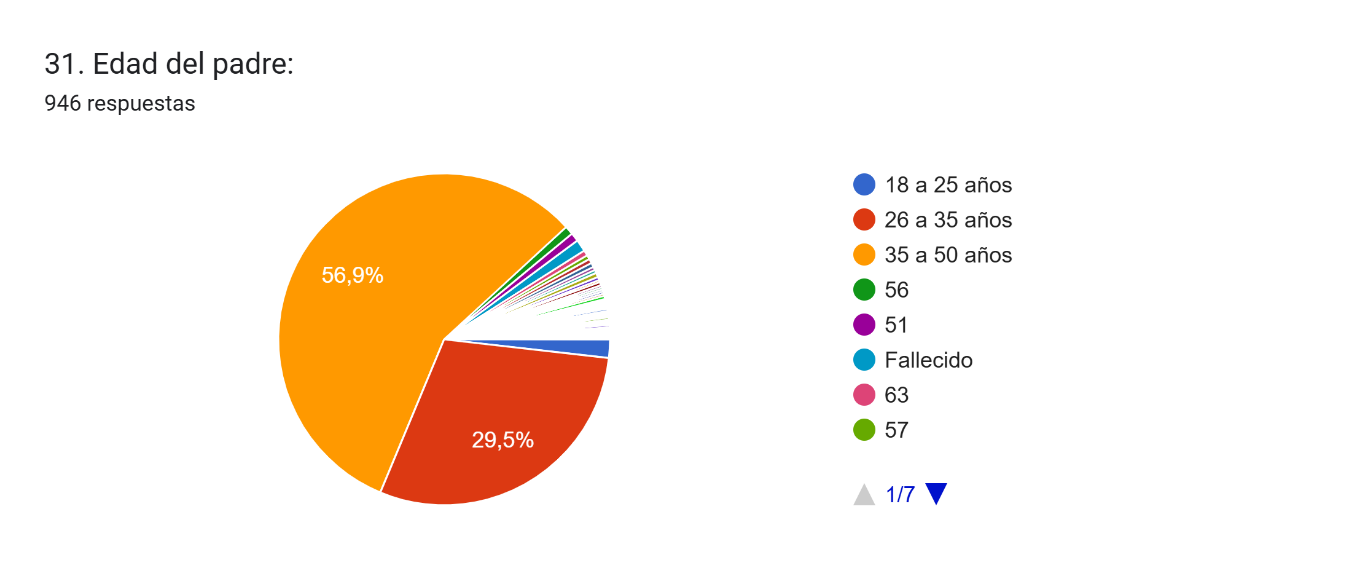 31. Edad del padre:
946 respuestas
56,9%
29,5%
18 a 25 años
26 a 35 años
35 a 50 años
56
51
Fallecido
63
57
1/7